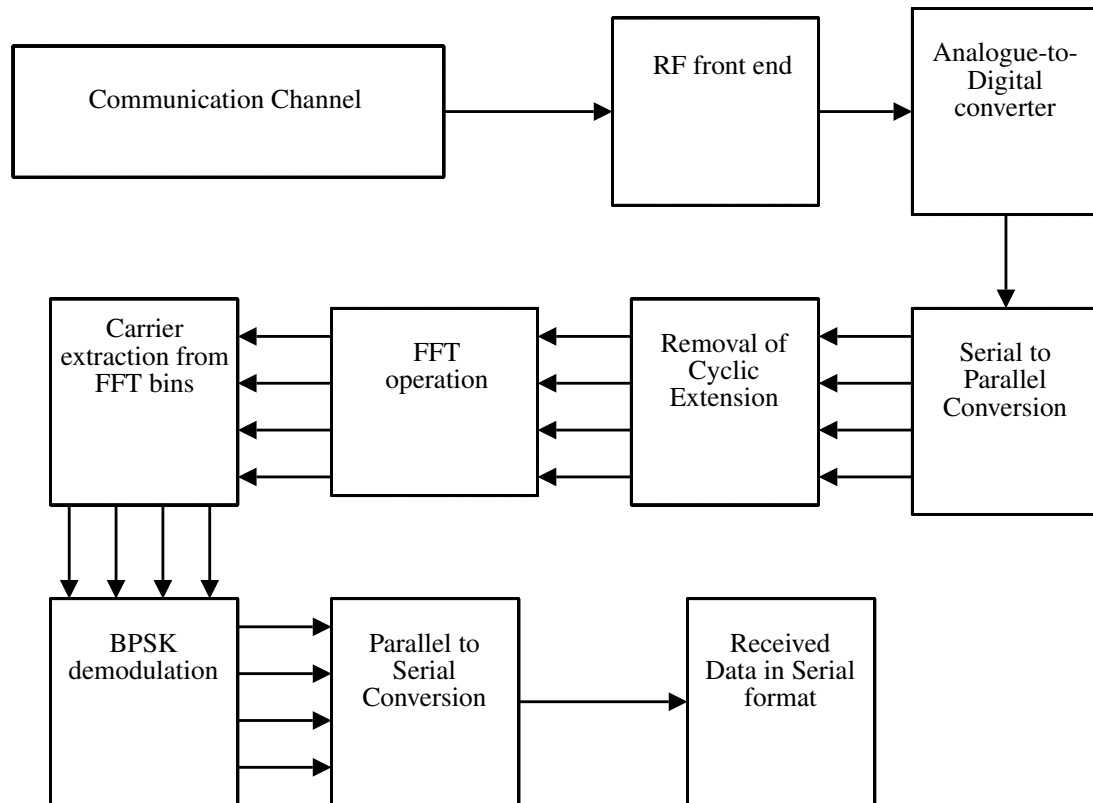 Communication Channel
RF front end
Analogue-to-
Digital
converter
Carrier
extraction from
FFT bins
FFT
operation
Removal of
Cyclic
Extension
Serial to
Parallel
Conversion
BPSK
demodulation
Parallel to
Serial
Conversion
Received
Data in Serial
format